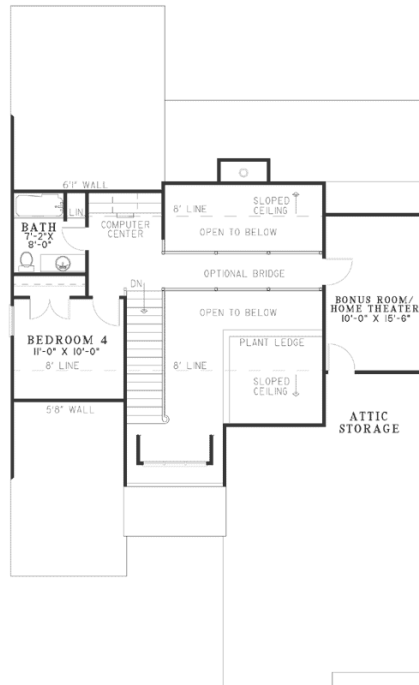 6'1" WALL
LIN.
BATH
7'-2"X
8'-0"
COMPUTER
CENTER
8' LINE
SLOPED
CEILING
OPEN TO BELOW
OPTIONAL BRIDGE
DN
OPEN TO BELOW
BONUS ROOM/
HOME THEATER
10'-0" X 15'-6"
BEDROOM 4
11'-0" X 10'-0"
8' LINE
8' LINE
PLANT LEDGE
SLOPED
CEILING
5'8" WALL
ATTIC
STORAGE